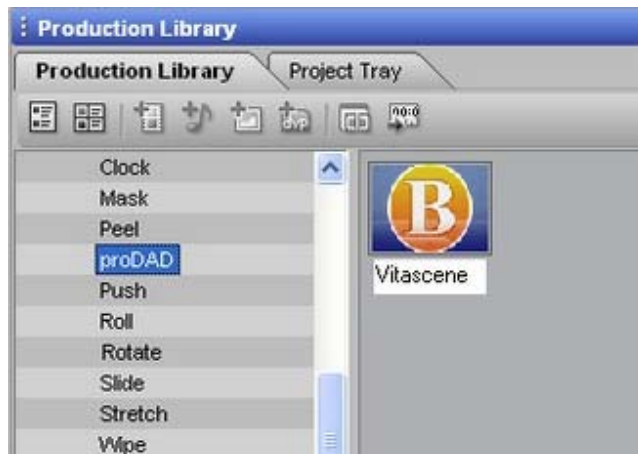 Production Library
Production Library
Project Tray
Clock
Mask
Peel
proDAD
Push
Roll
Rotate
Slide
Stretch
Wipe
B
Vitascene